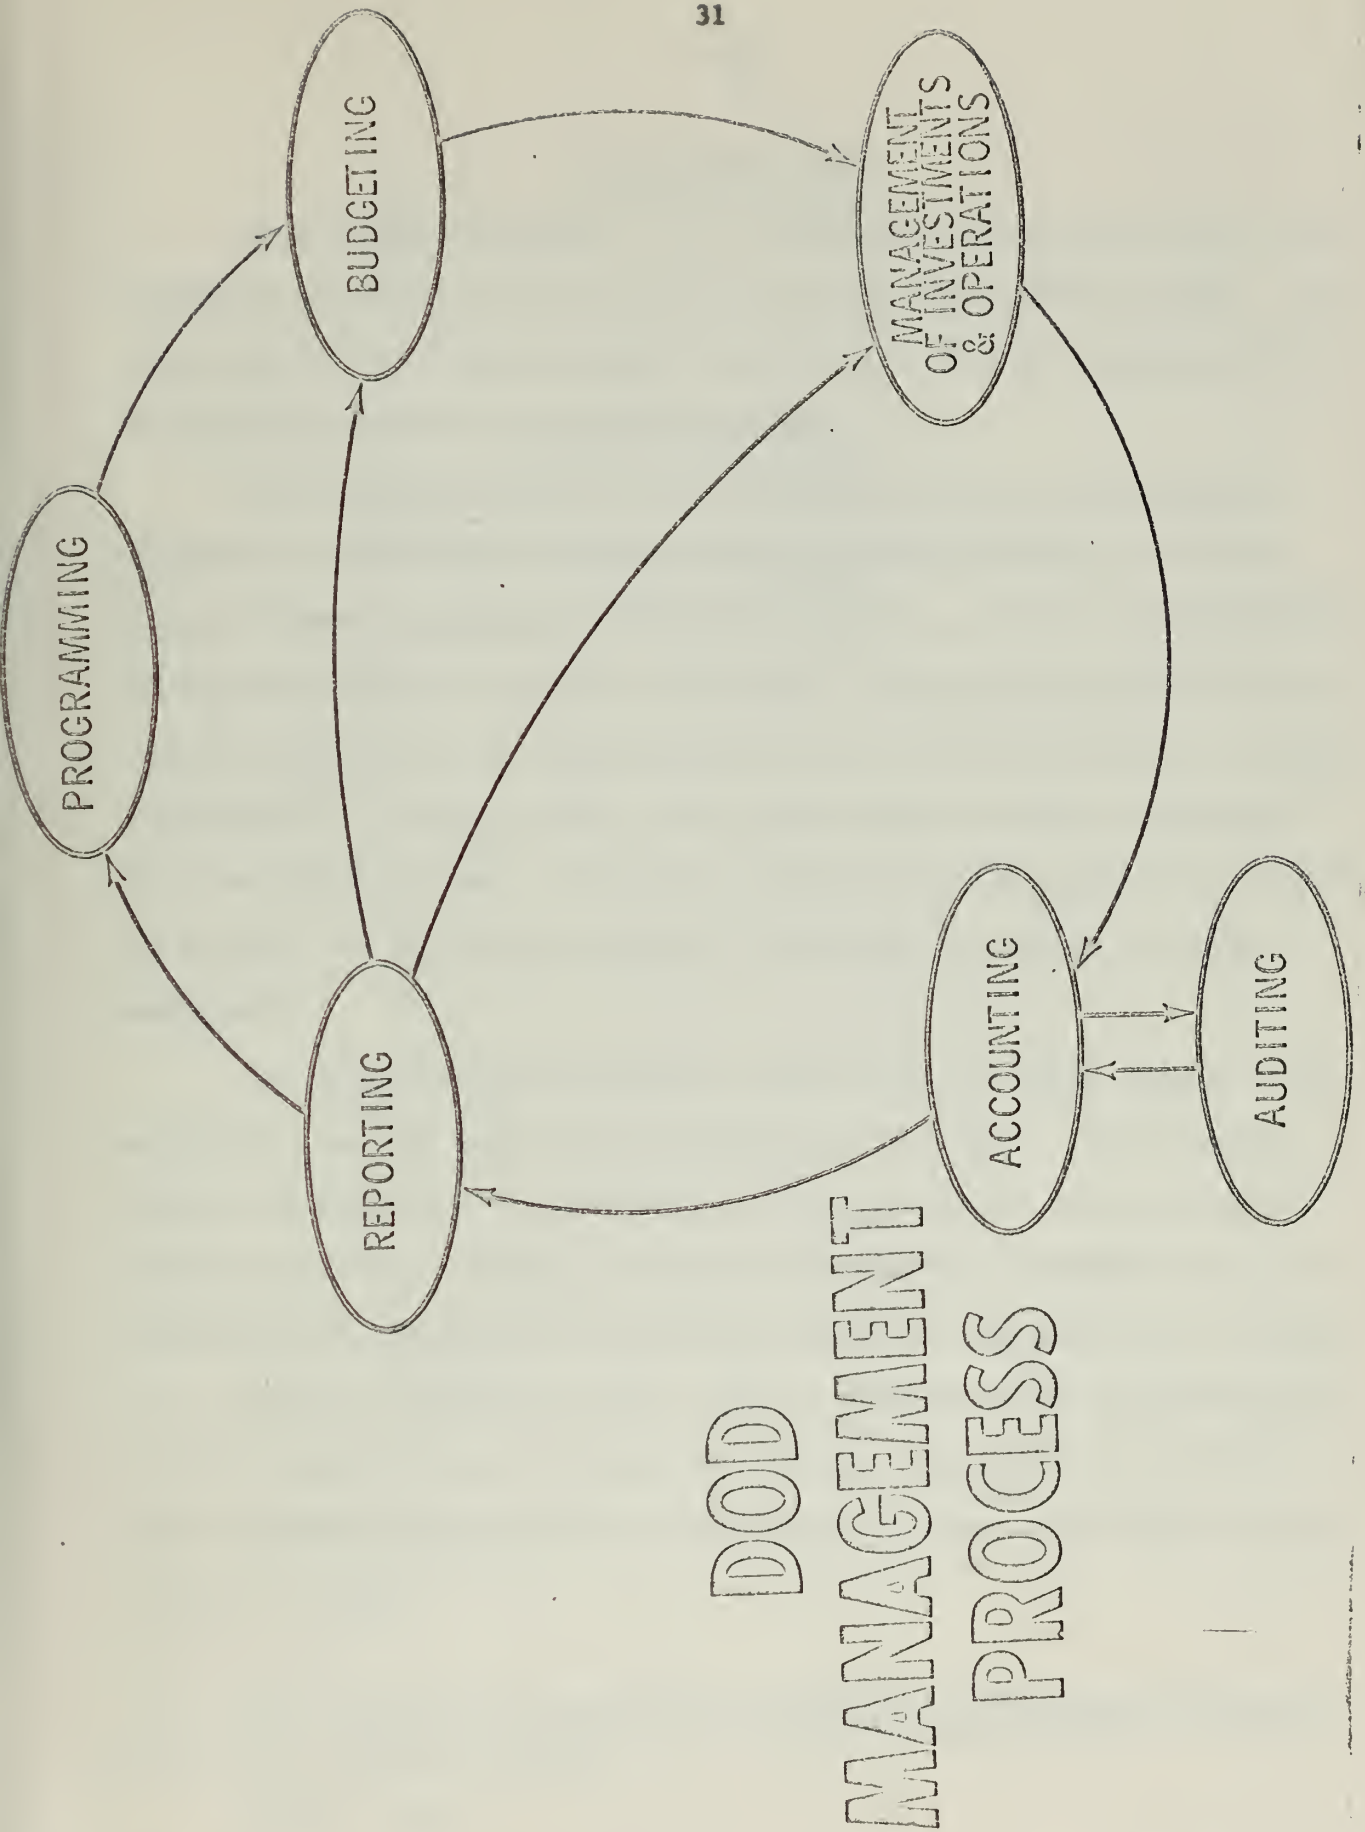 31
PROGRAMMING
BUDGETING
REPORTING
MANAGEMENT
OF INVESTMENTS
& OPERATIONS
ACCOUNTING
AUDITING
DOD
MANAGEMENT
PROCESS